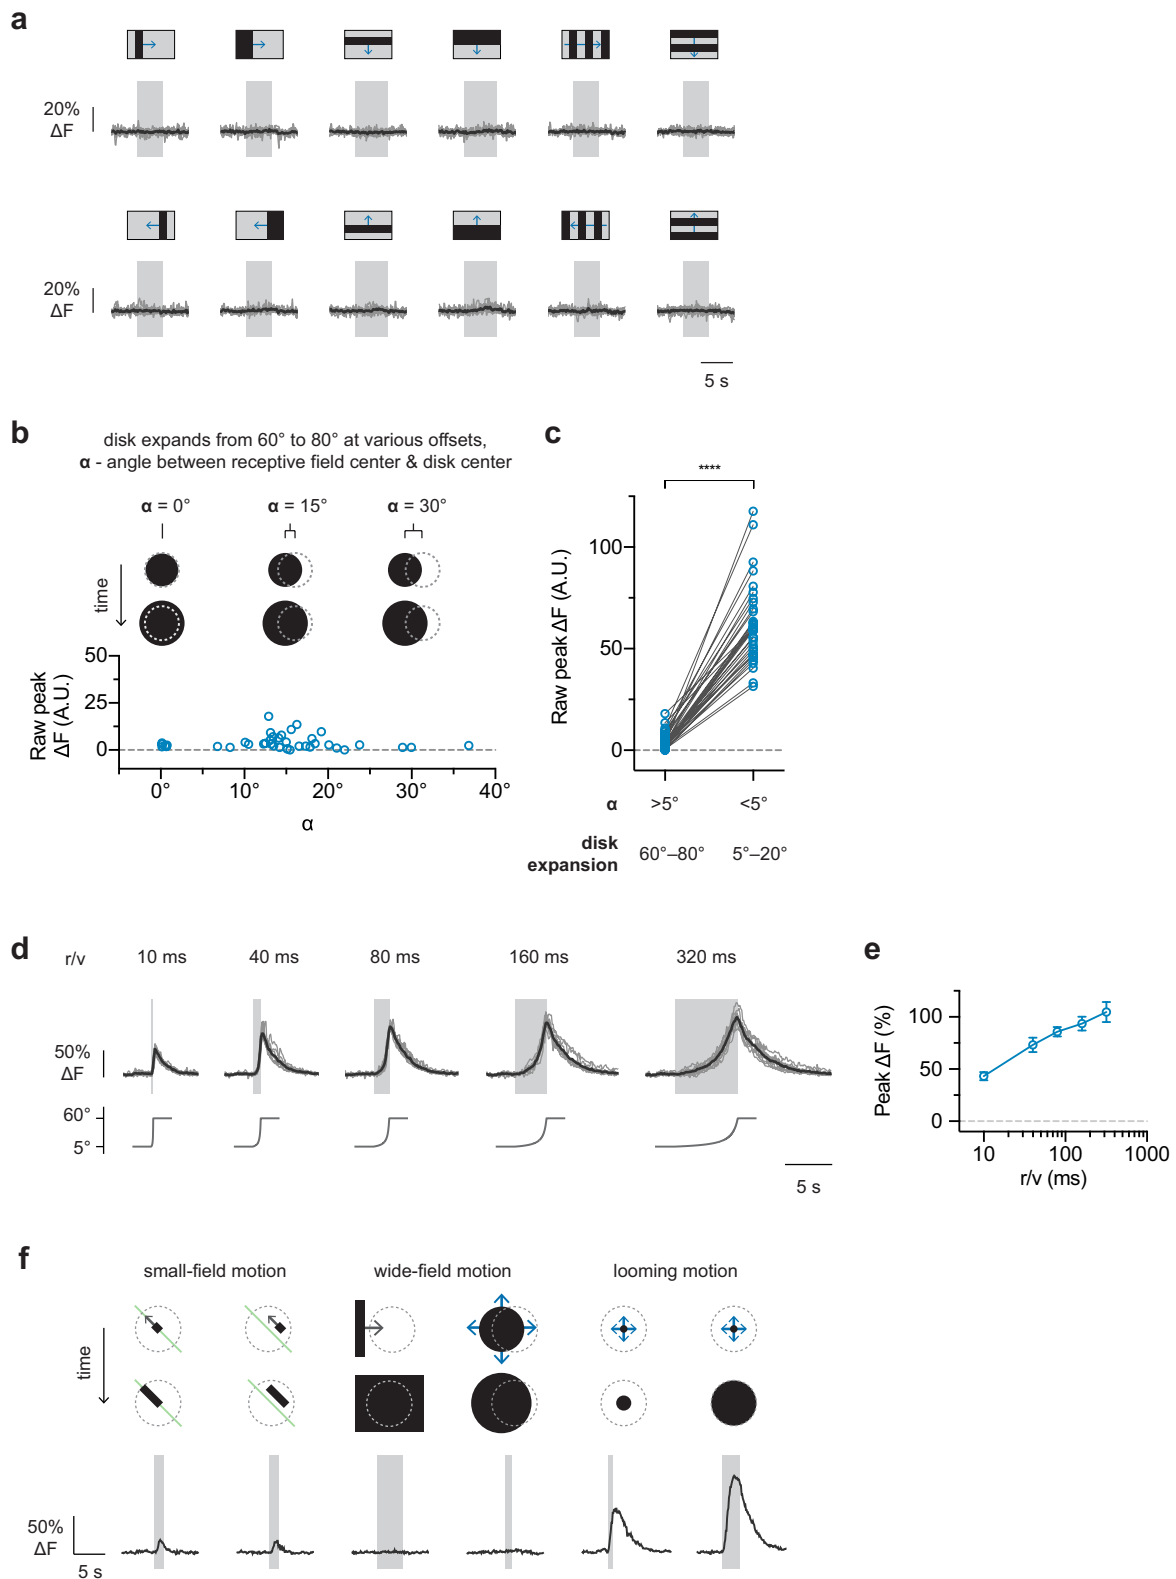 a
20%
ΔF
20%
ΔF
5 s
b
disk expands from 60° to 80° at various offsets,
α - angle between receptive field center & disk center
α = 0°
α = 15°
α = 30°
time
50
25
0
Raw peak
ΔF (A.U.)
0°
10°
20°
30°
40°
α
c
****
100
50
0
Raw peak ΔF (A.U.)
α
>5°
<5°
disk
expansion
60°–80°
5°–20°
d
r/v
10 ms
40 ms
80 ms
160 ms
320 ms
50%
ΔF
60°
5°
5 s
e
100
50
0
Peak ΔF (%)
10
100
1000
r/v (ms)
f
small-field motion
wide-field motion
looming motion
time
50%
ΔF
5 s